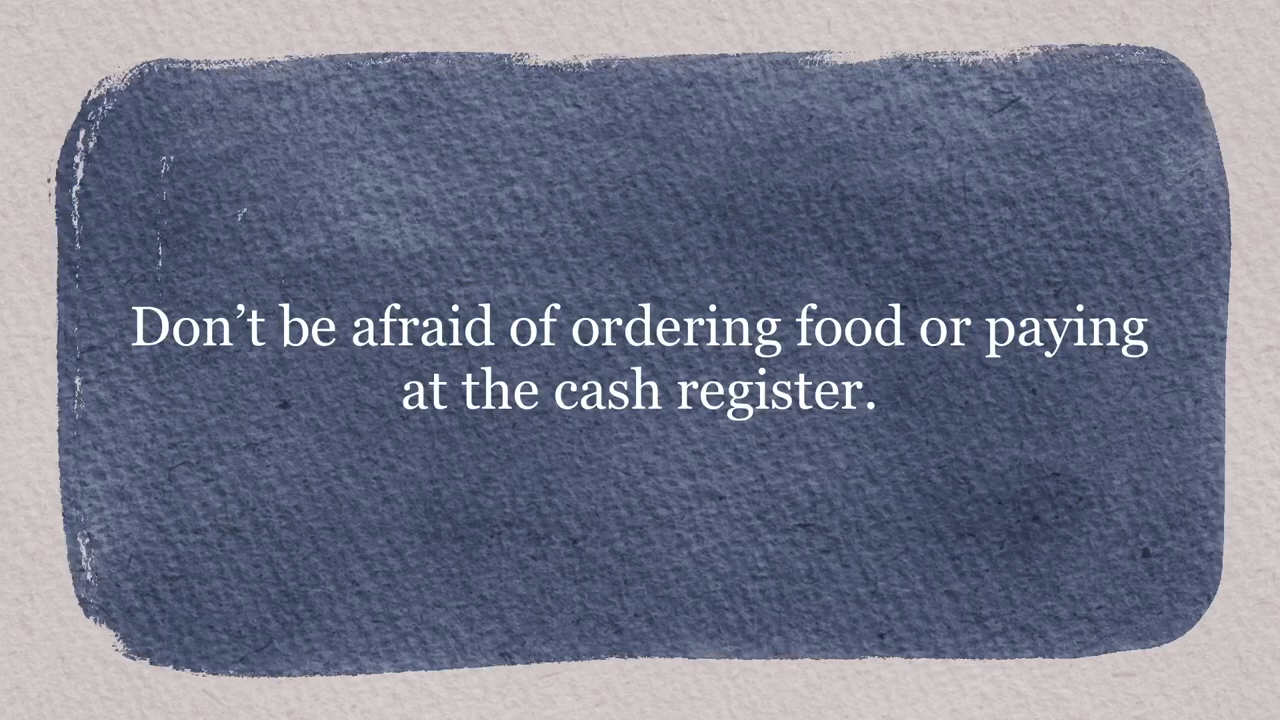 Don’t be afraid of ordering food or paying
at the cash register.